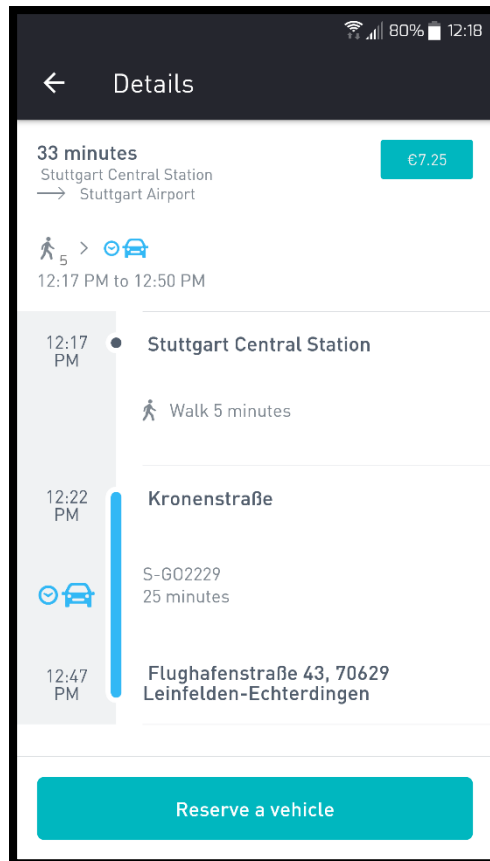 80% 12:18
Details
33 minutes
€7.25
Stuttgart Central Station
Stuttgart Airport
5 >
12:17 PM to 12:50 PM
12:17
PM
Stuttgart Central Station
Walk 5 minutes
12:22
PM
Kronenstraße
S-GO2229
25 minutes
12:47
PM
Flughafenstraße 43, 70629
Leinfelden-Echterdingen
Reserve a vehicle